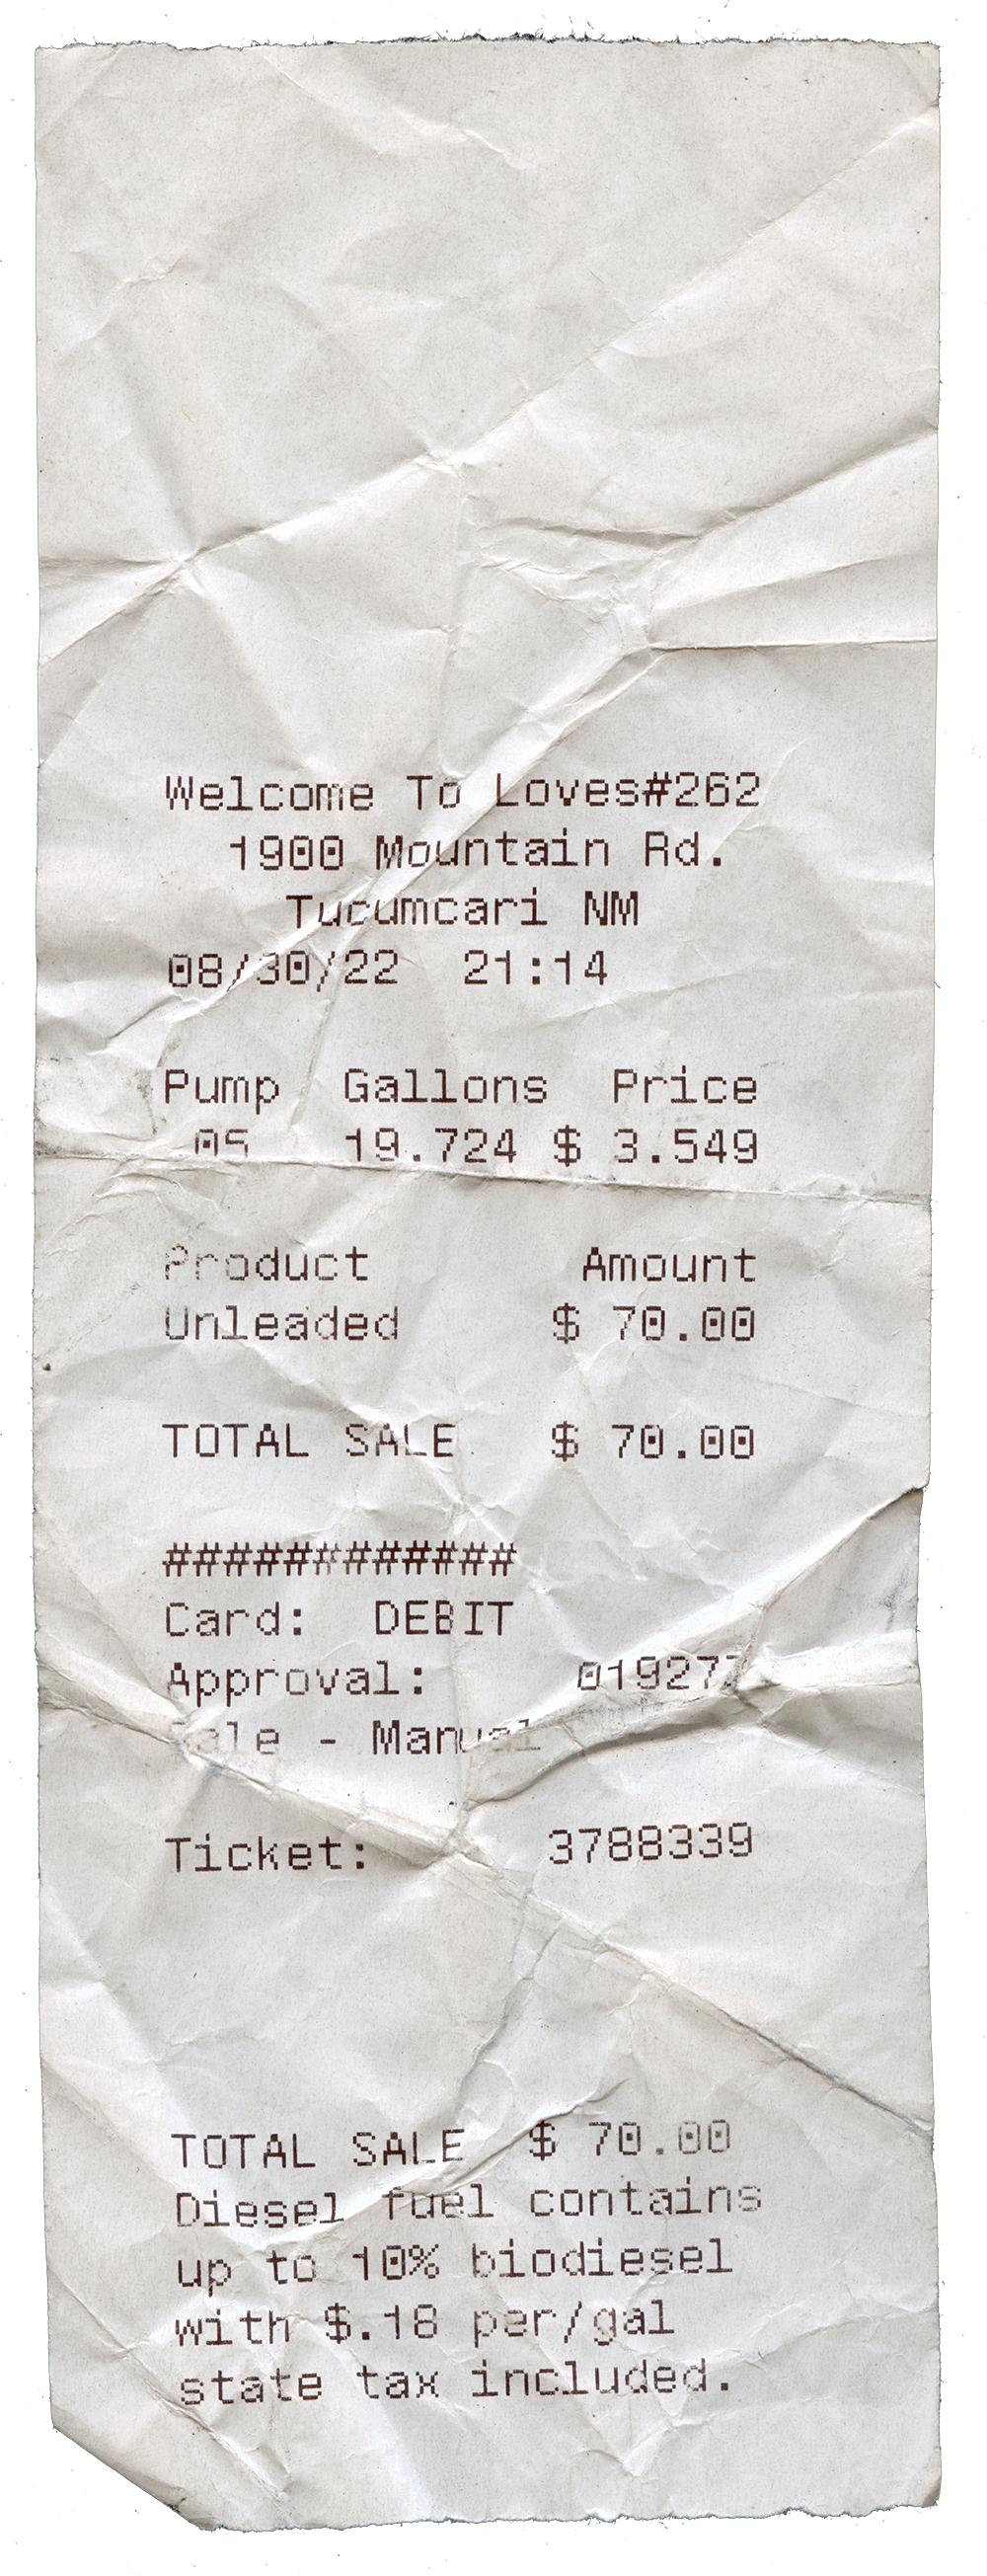 Welcome To Loves#262
1900 Mountain Rd.
Tucumcari NM
08/30/22 21:14
Pump Gallons Price
05 19.724 $ 3.549
Product Amount
Unleaded $ 70.00
TOTAL SALE $ 70.00
############
Card: DEBIT
Approval:
Sale - Manual
Ticket: 3788339
TOTAL SALE $ 70.00
Diesel fuel contains
up to 10% biodiesel
with $.18 per/gal
state tax included.